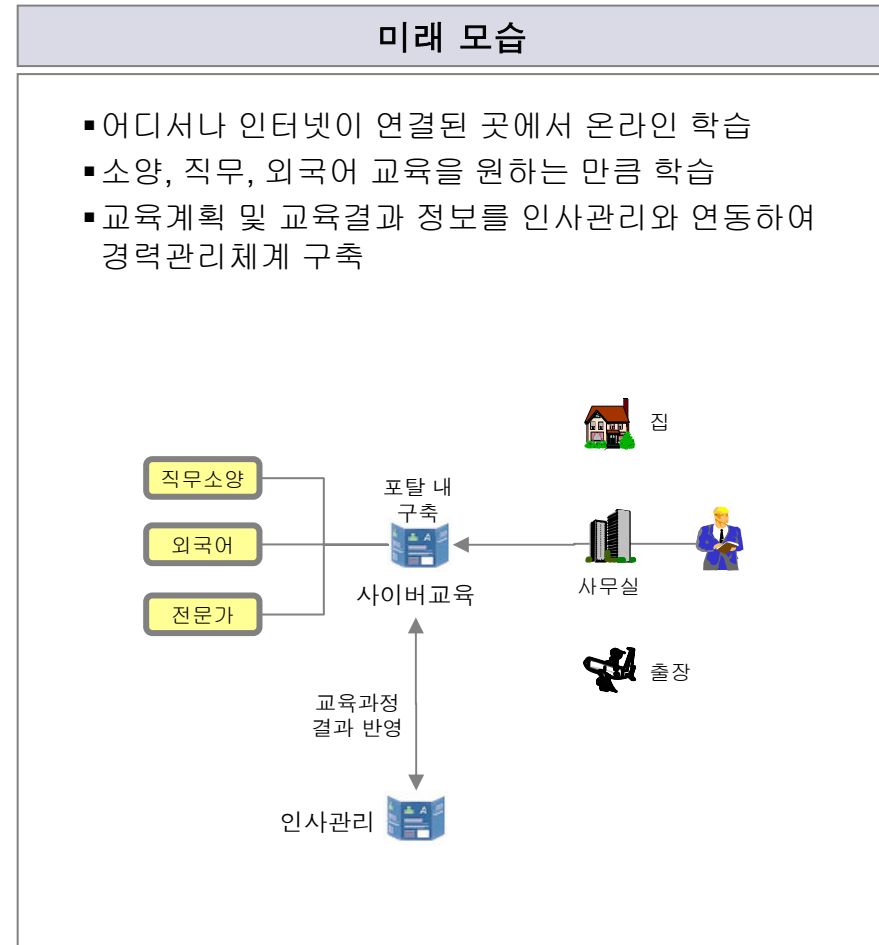 미래 모습
▪어디서나 인터넷이 연결된 곳에서 온라인 학습
▪소양, 직무, 외국어 교육을 원하는 만큼 학습
▪교육계획 및 교육결과 정보를 인사관리와 연동하여
경력관리체계 구축
집
직무소양
포탈 내
구축
외국어
사무실
사이버교육
전문가
출장
교육과정
결과 반영
인사관리